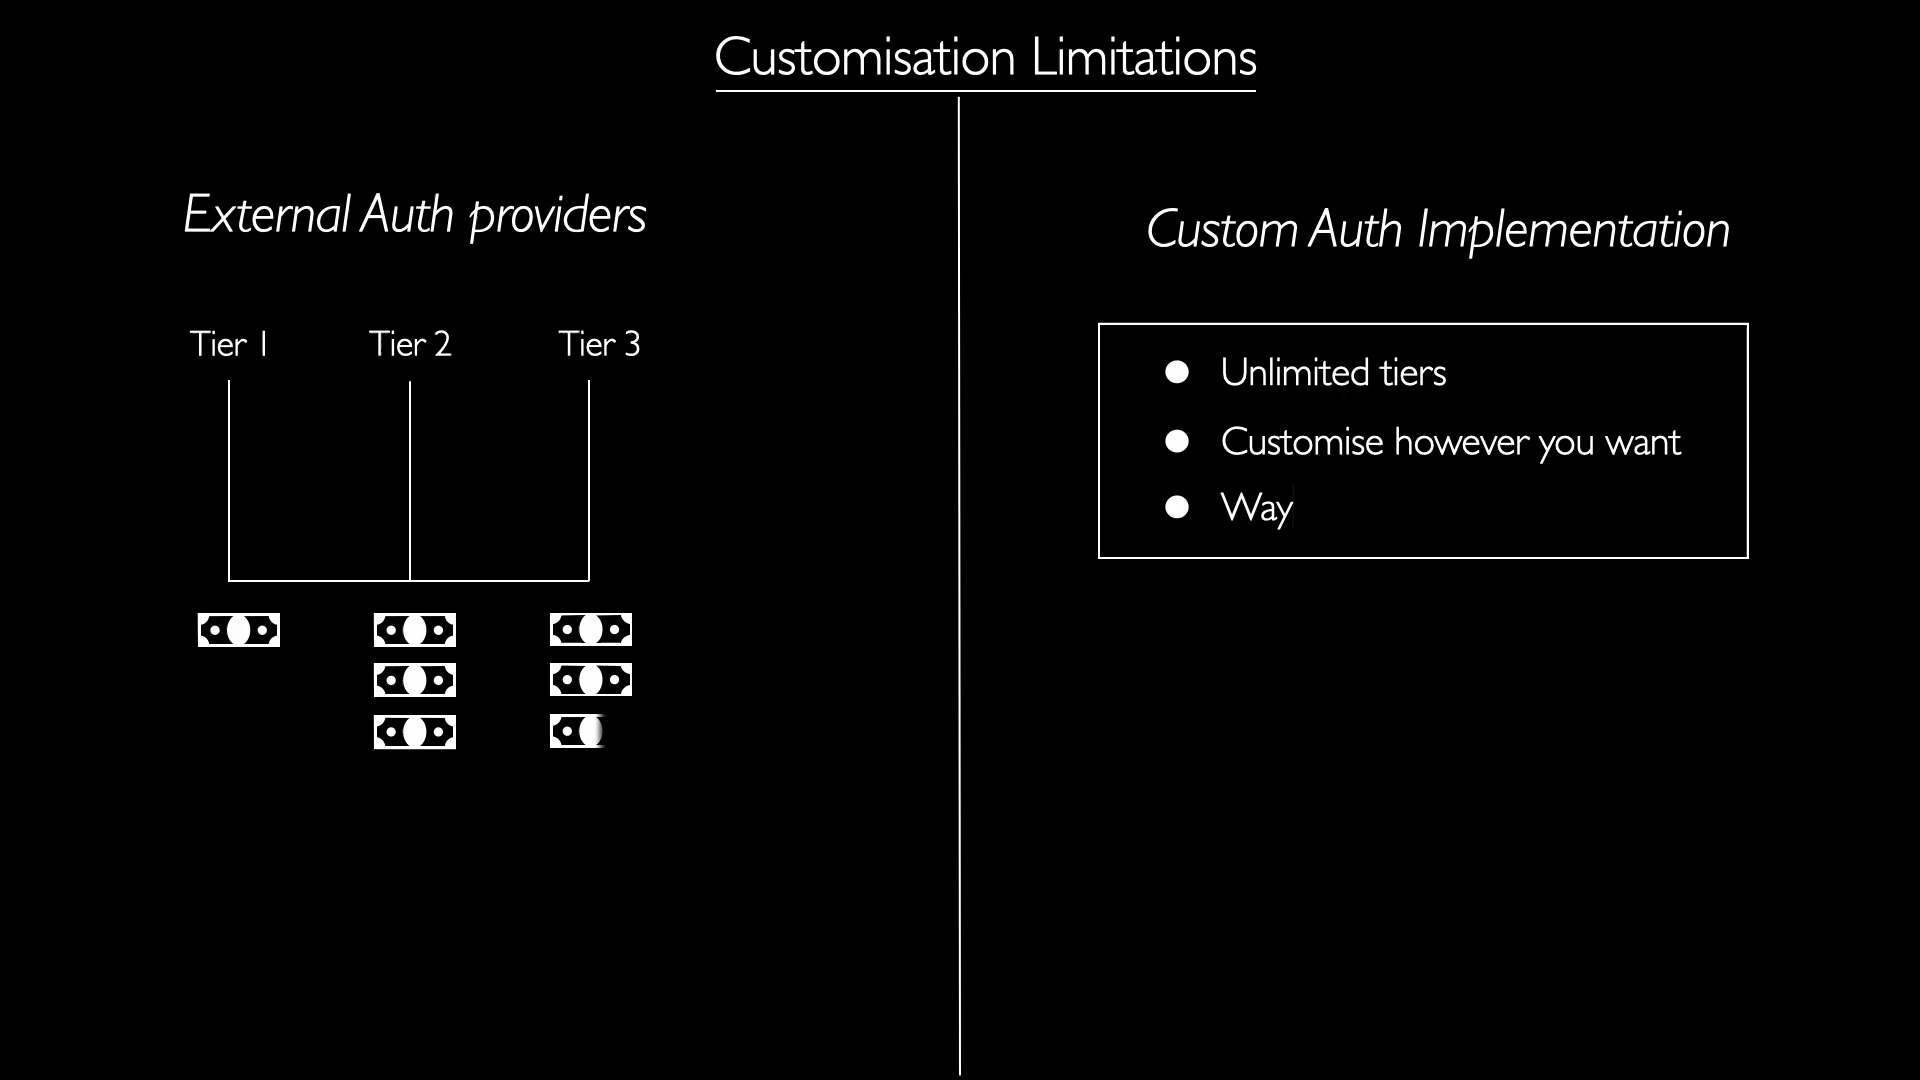 Customisation Limitations
External Auth providers
Tier 1 Tier 2 Tier 3
Custom Auth Implementation
Unlimited tiers
Customise however you want
Way